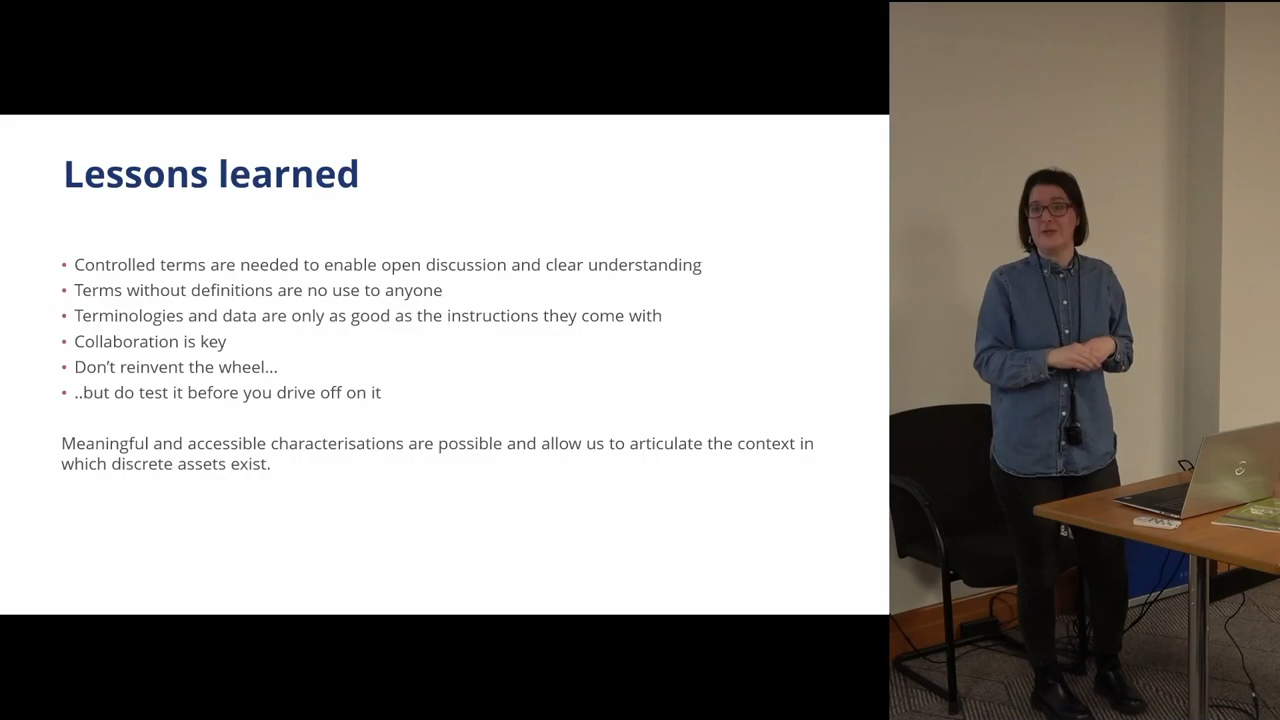 Lessons learned
• Controlled terms are needed to enable open discussion and clear understanding
• Terms without definitions are no use to anyone
• Terminologies and data are only as good as the instructions they come with
• Collaboration is key
• Don’t reinvent the wheel...
• ..but do test it before you drive off on it
Meaningful and accessible characterisations are possible and allow us to articulate the context in
which discrete assets exist.